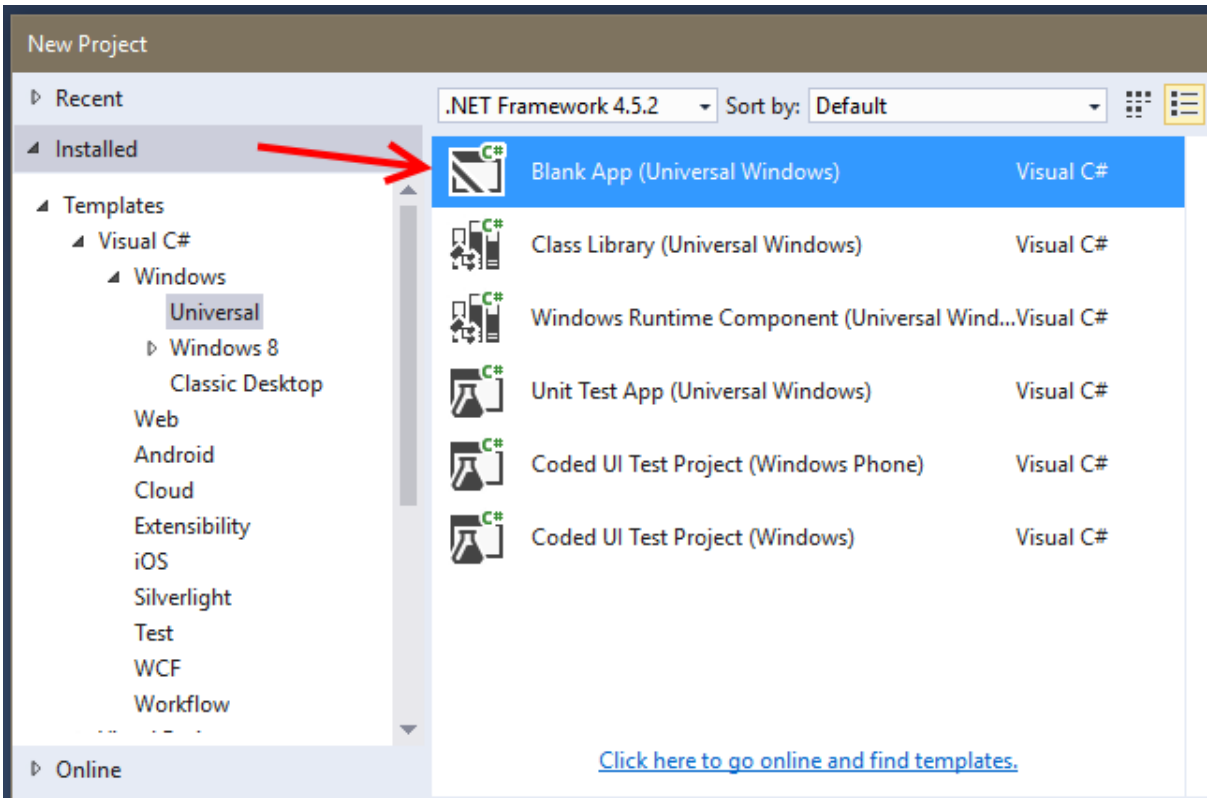 New Project
Recent
.NET Framework 4.5.2 Sort by: Default
Installed
Templates
Visual C#
Windows
Universal
Windows 8
Classic Desktop
Web
Android
Cloud
Extensibility
iOS
Silverlight
Test
WCF
Workflow
Online
C# Blank App (Universal Windows) Visual C#
C# Class Library (Universal Windows) Visual C#
C# Windows Runtime Component (Universal Wind...Visual C#
C# Unit Test App (Universal Windows) Visual C#
C# Coded UI Test Project (Windows Phone) Visual C#
C# Coded UI Test Project (Windows) Visual C#
Click here to go online and find templates.